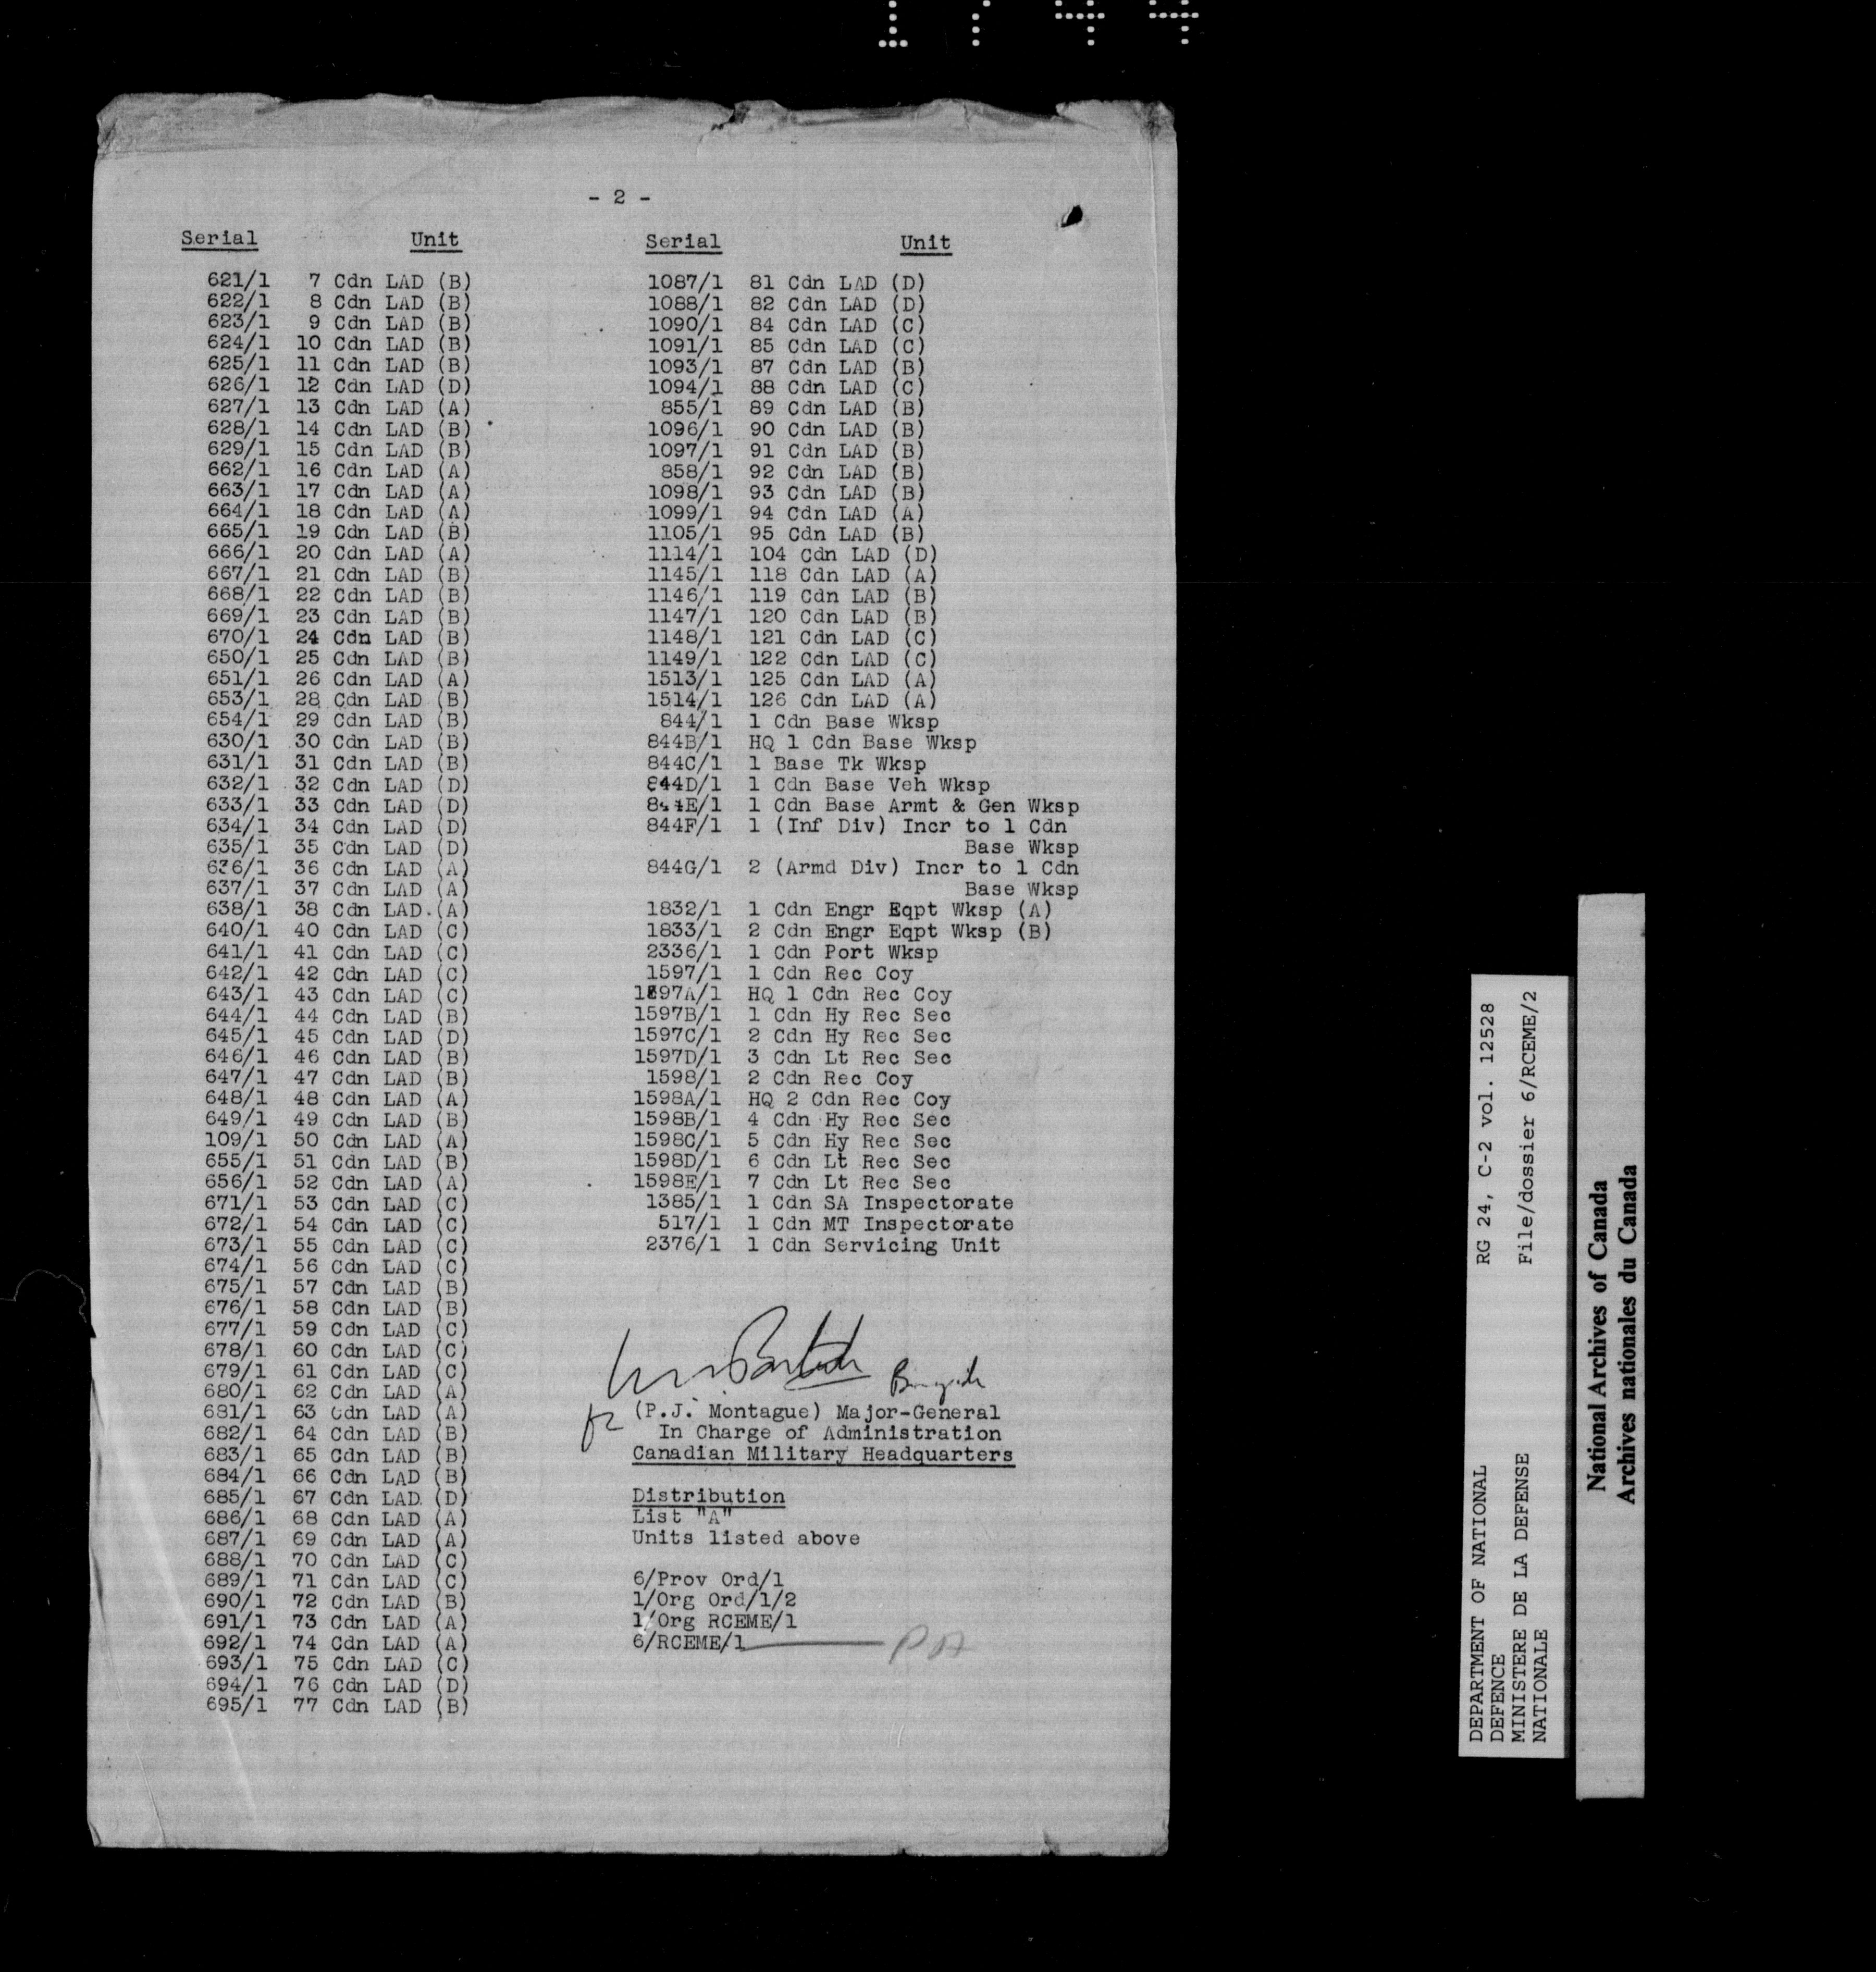 1744
- 2 -
Serial Unit
621/1 7 Cdn LAD (B)
622/1 8 Cdn LAD (B)
623/1 9 Cdn LAD (B)
624/1 10 Cdn LAD (B)
625/1 11 Cdn LAD (B)
626/1 12 Cdn LAD (D)
627/1 13 Cdn LAD (A)
628/1 14 Cdn LAD (B)
629/1 15 Cdn LAD (B)
662/1 16 Cdn LAD (A)
663/1 17 Cdn LAD (A)
664/1 18 Cdn LAD (A)
665/1 19 Cdn LAD (B)
666/1 20 Cdn LAD (A)
667/1 21 Cdn LAD (B)
668/1 22 Cdn LAD (B)
669/1 23 Cdn LAD (B)
670/1 24 Cdn LAD (B)
650/1 25 Cdn LAD (B)
651/1 26 Cdn LAD (A)
653/1 28 Cdn LAD (B)
654/1 29 Cdn LAD (B)
630/1 30 Cdn LAD (B)
631/1 31 Cdn LAD (B)
632/1 32 Cdn LAD (D)
633/1 33 Cdn LAD (D)
634/1 34 Cdn LAD (D)
635/1 35 Cdn LAD (D)
636/1 36 Cdn LAD (A)
637/1 37 Cdn LAD (A)
638/1 38 Cdn LAD (A)
640/1 40 Cdn LAD (C)
641/1 41 Cdn LAD (C)
642/1 42 Cdn LAD (C)
643/1 43 Cdn LAD (C)
644/1 44 Cdn LAD (B)
645/1 45 Cdn LAD (D)
646/1 46 Cdn LAD (B)
647/1 47 Cdn LAD (B)
648/1 48 Cdn LAD (A)
649/1 49 Cdn LAD (B)
109/1 50 Cdn LAD (A)
655/1 51 Cdn LAD (B)
656/1 52 Cdn LAD (A)
671/1 53 Cdn LAD (C)
672/1 54 Cdn LAD (C)
673/1 55 Cdn LAD (C)
674/1 56 Cdn LAD (C)
675/1 57 Cdn LAD (B)
676/1 58 Cdn LAD (B)
677/1 59 Cdn LAD (C)
678/1 60 Cdn LAD (C)
679/1 61 Cdn LAD (C)
680/1 62 Cdn LAD (A)
681/1 63 Cdn LAD (A)
682/1 64 Cdn LAD (B)
683/1 65 Cdn LAD (B)
684/1 66 Cdn LAD (B)
685/1 67 Cdn LAD (D)
686/1 68 Cdn LAD (A)
687/1 69 Cdn LAD (A)
688/1 70 Cdn LAD (C)
689/1 71 Cdn LAD (C)
690/1 72 Cdn LAD (B)
691/1 73 Cdn LAD (A)
692/1 74 Cdn LAD (A)
693/1 75 Cdn LAD (C)
694/1 76 Cdn LAD (D)
695/1 77 Cdn LAD (B)
Serial Unit
1087/1 81 Cdn LAD (D)
1088/1 82 Cdn LAD (D)
1090/1 84 Cdn LAD (C)
1091/1 85 Cdn LAD (C)
1093/1 87 Cdn LAD (B)
1094/1 88 Cdn LAD (C)
855/1 89 Cdn LAD (B)
1096/1 90 Cdn LAD (B)
1097/1 91 Cdn LAD (B)
858/1 92 Cdn LAD (B)
1098/1 93 Cdn LAD (B)
1099/1 94 Cdn LAD (A)
1105/1 95 Cdn LAD (B)
1114/1 104 Cdn LAD (D)
1145/1 118 Cdn LAD (A)
1146/1 119 Cdn LAD (B)
1147/1 120 Cdn LAD (B)
1148/1 121 Cdn LAD (C)
1149/1 122 Cdn LAD (C)
1513/1 125 Cdn LAD (A)
1514/1 126 Cdn LAD (A)
844/1 1 Cdn Base Wksp
844B/1 HQ 1 Cdn Base Wksp
844C/1 1 Base Tk Wksp
844D/1 1 Cdn Base Veh Wksp
844E/1 1 Cdn Base Armt & Gen Wksp
844F/1 1 (Inf Div) Incr to 1 Cdn
Base Wksp
844G/1 2 (Armd Div) Incr to 1 Cdn
Base Wksp
1832/1 1 Cdn Engr Eqpt Wksp (A)
1833/1 2 Cdn Engr Eqpt Wksp (B)
2336/1 1 Cdn Port Wksp
1597/1 1 Cdn Rec Coy
1597A/1 HQ 1 Cdn Rec Coy
1597B/1 1 Cdn Hy Rec Sec
1597C/1 2 Cdn Hy Rec Sec
1597D/1 3 Cdn Lt Rec Sec
1598/1 2 Cdn Rec Coy
1598A/1 HQ 2 Cdn Rec Coy
1598B/1 4 Cdn Hy Rec Sec
1598C/1 5 Cdn Hy Rec Sec
1598D/1 6 Cdn Lt Rec Sec
1598E/1 7 Cdn Lt Rec Sec
1385/1 1 Cdn SA Inspectorate
517/1 1 Cdn MT Inspectorate
2376/1 1 Cdn Servicing Unit
(P.J. Montague) Major-General
In Charge of Administration
Canadian Military Headquarters
Distribution
List "A"
Units listed above
6/Prov Ord/1
1/Org Ord/1/2
1/Org RCEME/1
6/RCEME/1 PA
DEPARTMENT OF NATIONAL RG 24, C-2 vol. 12528
DEFENCE
MINISTERE DE LA DEFENSE File/dossier 6/RCEME/2
NATIONALE
National Archives of Canada
Archives nationales du Canada